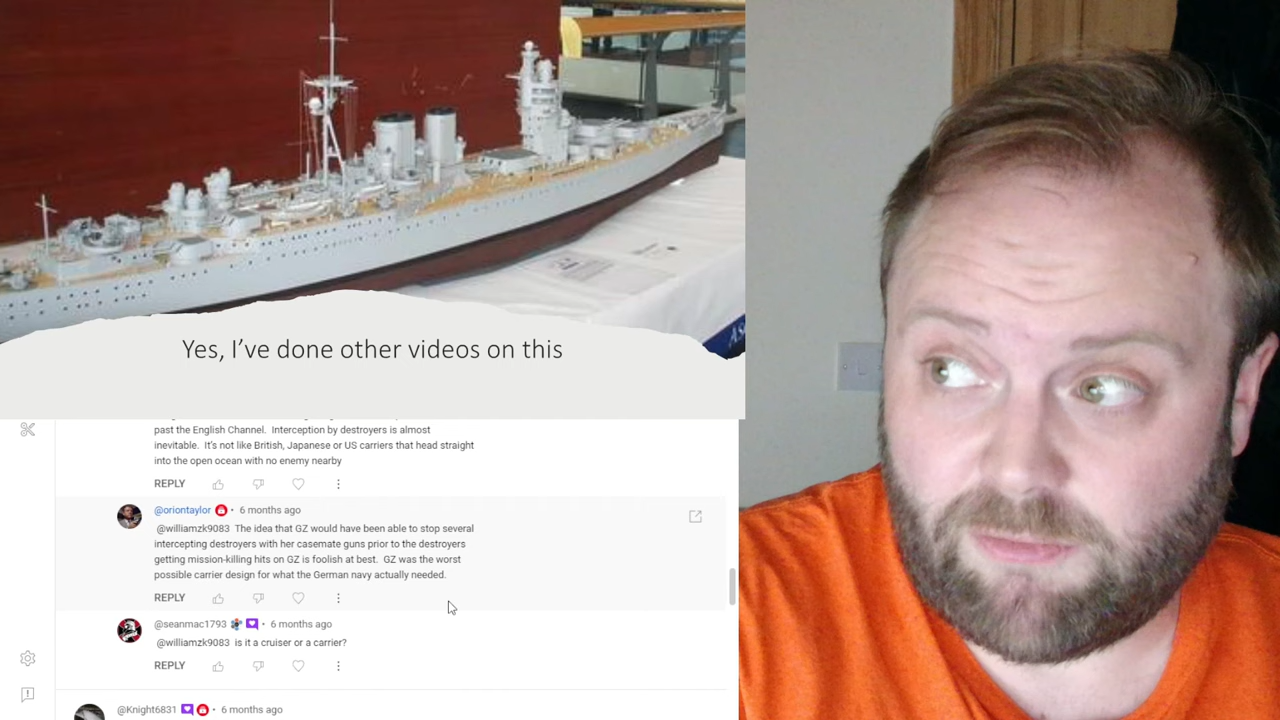 Yes, I've done other videos on this
past the English Channel. Interception by destroyers is almost
inevitable. It's not like British, Japanese or US carriers that head straight
into the open ocean with no enemy nearby
REPLY
@oriontaylor • 6 months ago
@williamzk9083 The idea that GZ would have been able to stop several
intercepting destroyers with her casemate guns prior to the destroyers
getting mission-killing hits on GZ is foolish at best. GZ was the worst
possible carrier design for what the German navy actually needed.
REPLY
@seanmac1793 • 6 months ago
@williamzk9083 is it a cruiser or a carrier?
REPLY
@Knight6831 • 6 months ago